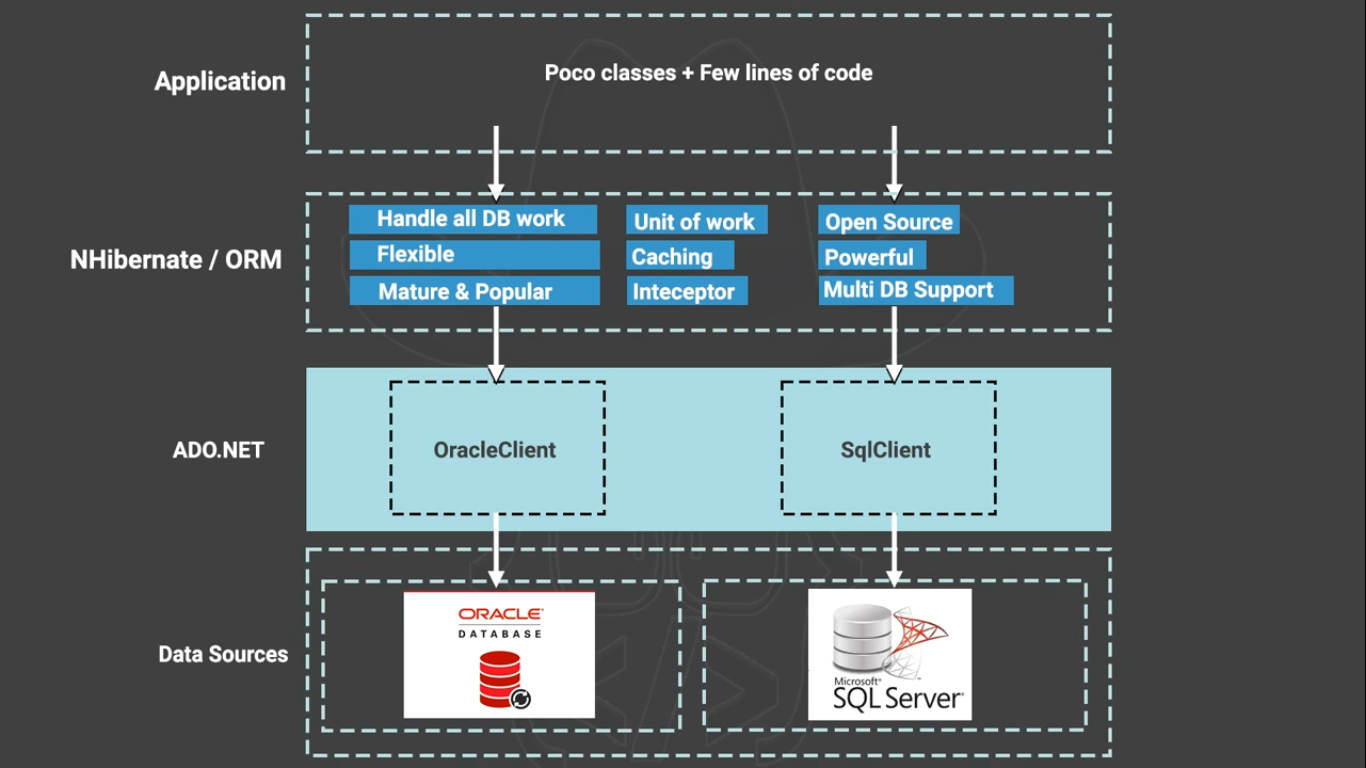 Application
Poco classes + Few lines of code
NHibernate / ORM
Handle all DB work
Unit of work
Open Source
Flexible
Caching
Powerful
Mature & Popular
Inteceptor
Multi DB Support
ADO.NET
OracleClient
SqlClient
Data Sources
ORACLE
DATABASE
Microsoft
SQL Server